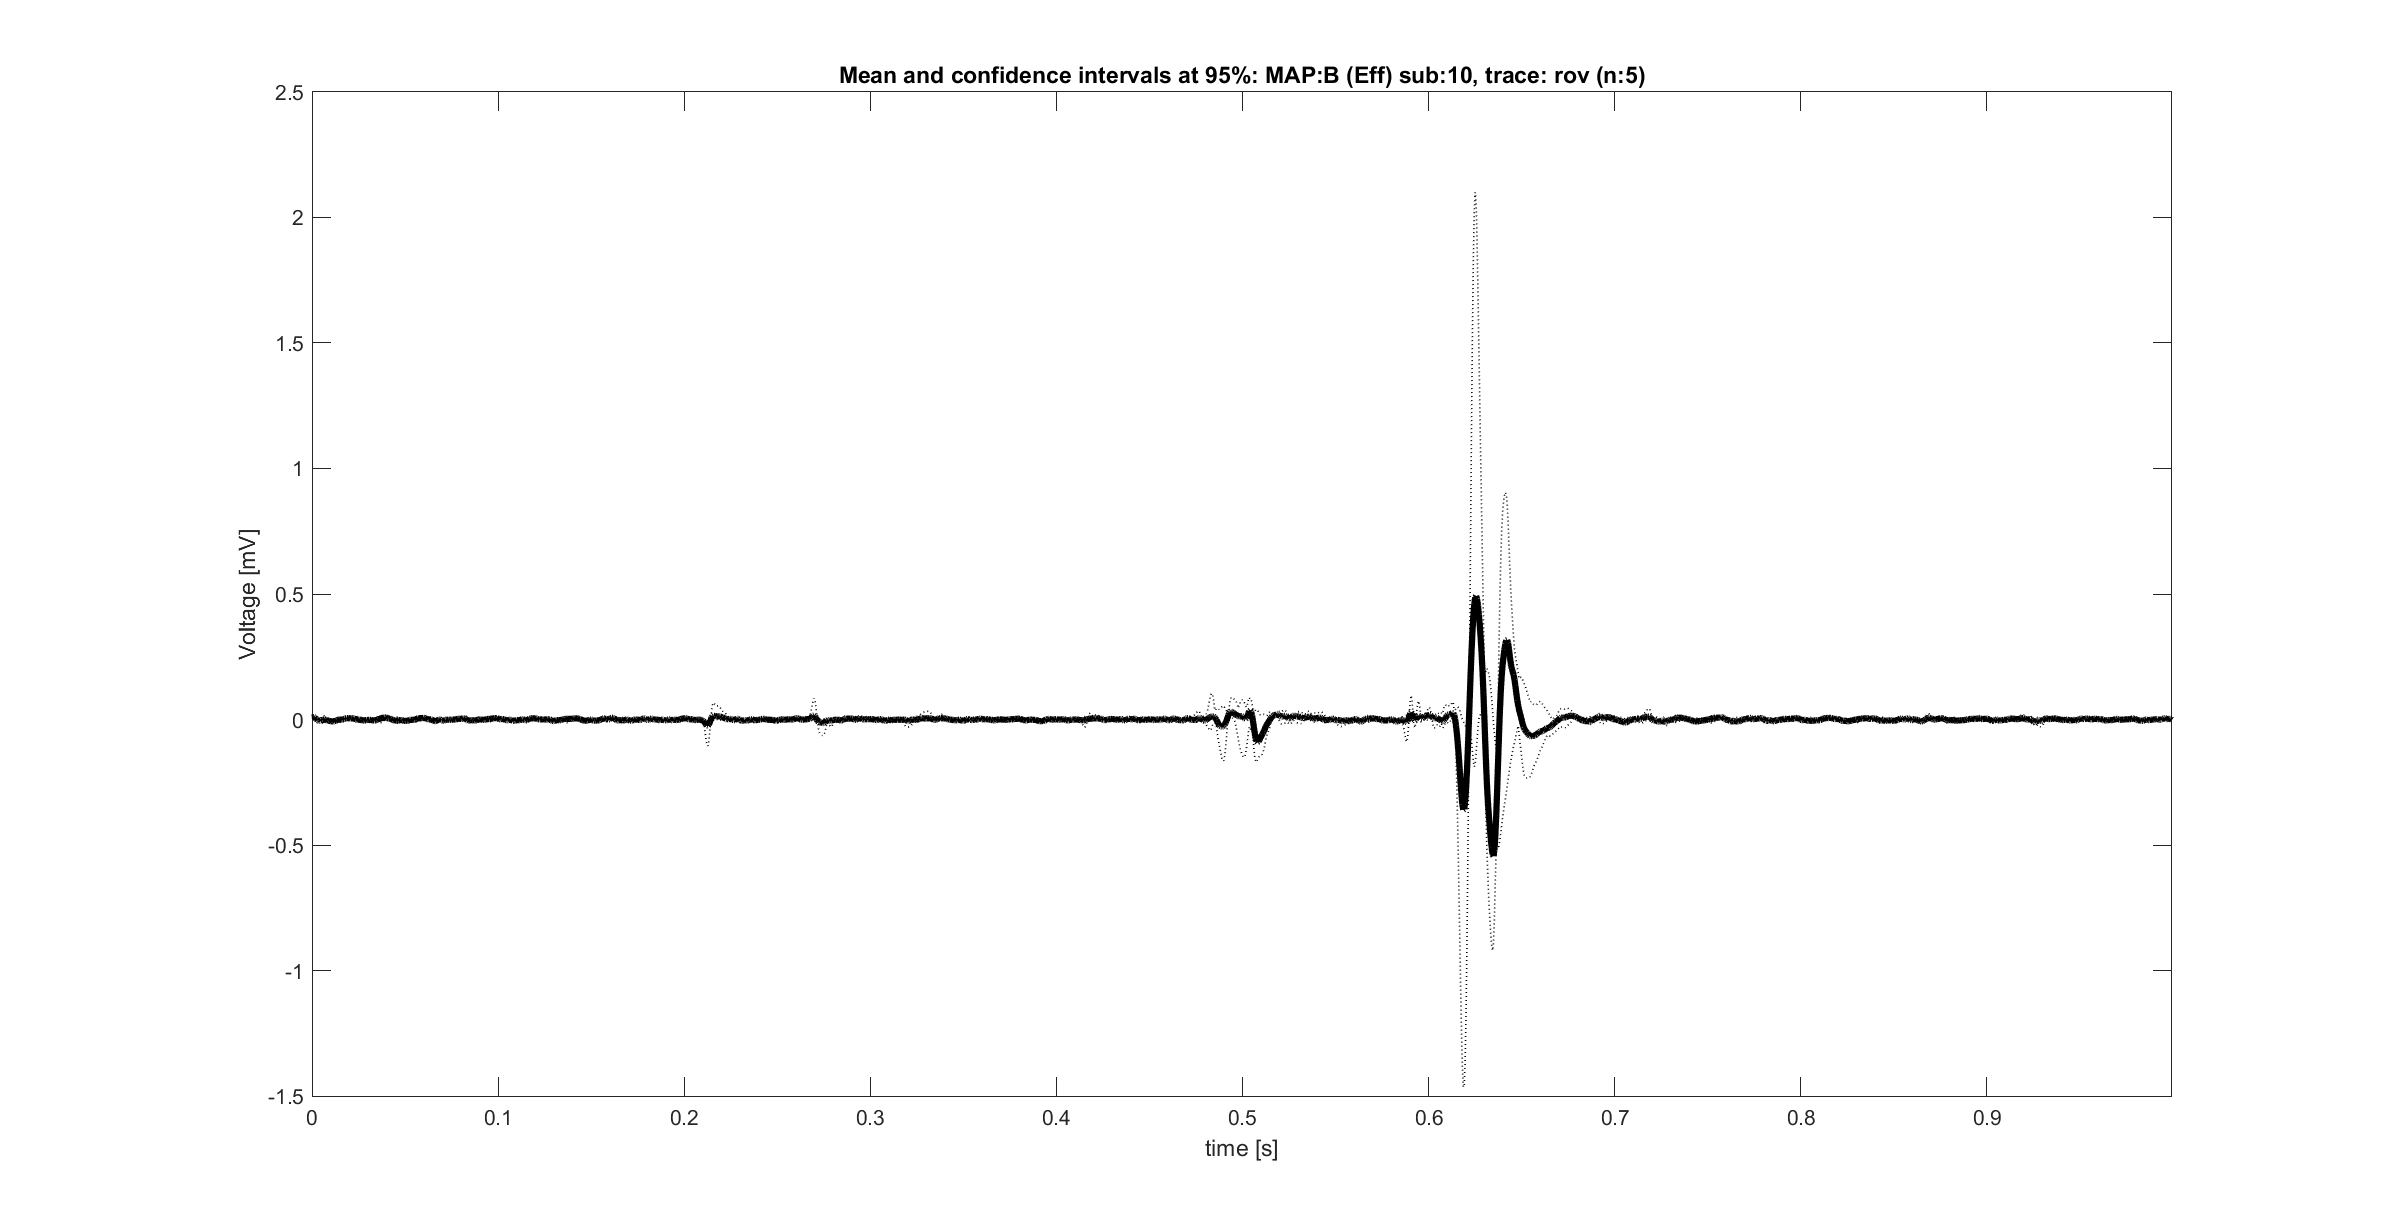 Mean and confidence intervals at 95%: MAP:B (Eff) sub:10, trace: rov (n:5)
2.5
2
1.5
1
0.5
0
-0.5
-1
-1.5
Voltage [mV]
0 0.1 0.2 0.3 0.4 0.5 0.6 0.7 0.8 0.9
time [s]